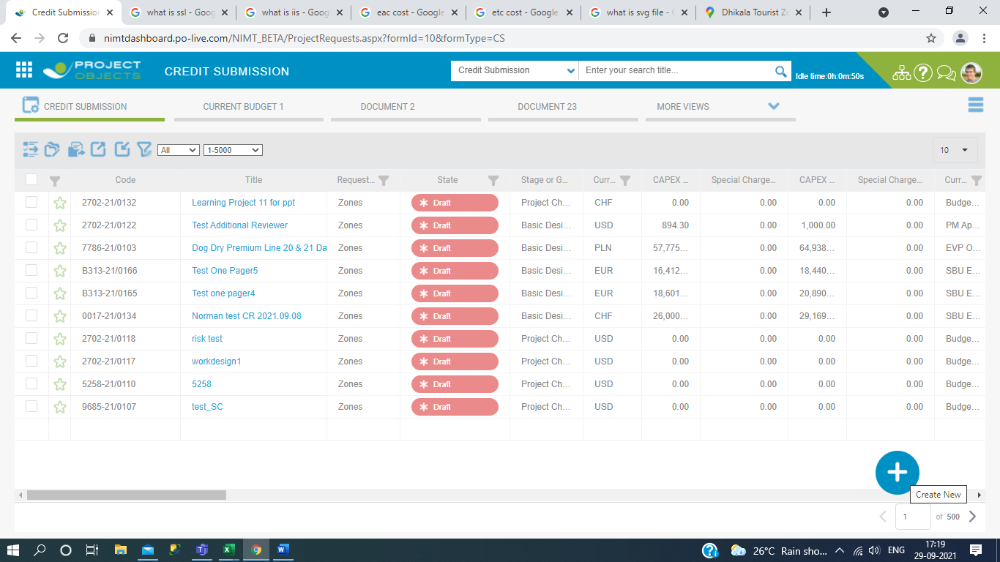 Credit Submission
what is ssl - Goog
what is iis - Goog
eac cost - Google
etc cost - Google
what is svg file - G
Dhikala Tourist Zo
nimtdashboard.po-live.com/NIMT_BETA/ProjectRequests.aspx?formId=10&formType=CS
PROJECT OBJECTS CREDIT SUBMISSION Credit Submission Enter your search title... Idle time:0h:0m:50s
CREDIT SUBMISSION CURRENT BUDGET 1 DOCUMENT 2 DOCUMENT 23 MORE VIEWS
All 1-5000 10
Code Title Request... State Stage or G... Curr... CAPEX ... Special Charge... CAPEX ... Special Charge... Curr...
2702-21/0132 Learning Project 11 for ppt Zones Draft Project Ch... CHF 0.00 0.00 0.00 0.00 Budge...
2702-21/0122 Test Additional Reviewer Zones Draft Basic Desi... USD 894.30 0.00 1,000.00 0.00 PM Ap...
7786-21/0103 Dog Dry Premium Line 20 & 21 Da Zones Draft Basic Desi... PLN 57,775... 0.00 64,938... 0.00 EVP O...
B313-21/0166 Test One Pager5 Zones Draft Basic Desi... EUR 16,412... 0.00 18,440... 0.00 SBU E...
B313-21/0165 Test one pager4 Zones Draft Basic Desi... EUR 18,601... 0.00 20,890... 0.00 SBU E...
0017-21/0134 Norman test CR 2021.09.08 Zones Draft Basic Desi... CHF 26,000... 0.00 29,169... 0.00 SBU E...
2702-21/0118 risk test Zones Draft Project Ch... USD 0.00 0.00 0.00 0.00 Budge...
2702-21/0117 workdesign1 Zones Draft Project Ch... USD 0.00 0.00 0.00 0.00 Budge...
5258-21/0110 5258 Zones Draft Project Ch... USD 0.00 0.00 0.00 0.00 Budge...
9685-21/0107 test_SC Zones Draft Project Ch... USD 0.00 0.00 0.00 0.00 Budge...
Create New
1 of 500
26°C Rain sho... ENG 17:19
29-09-2021